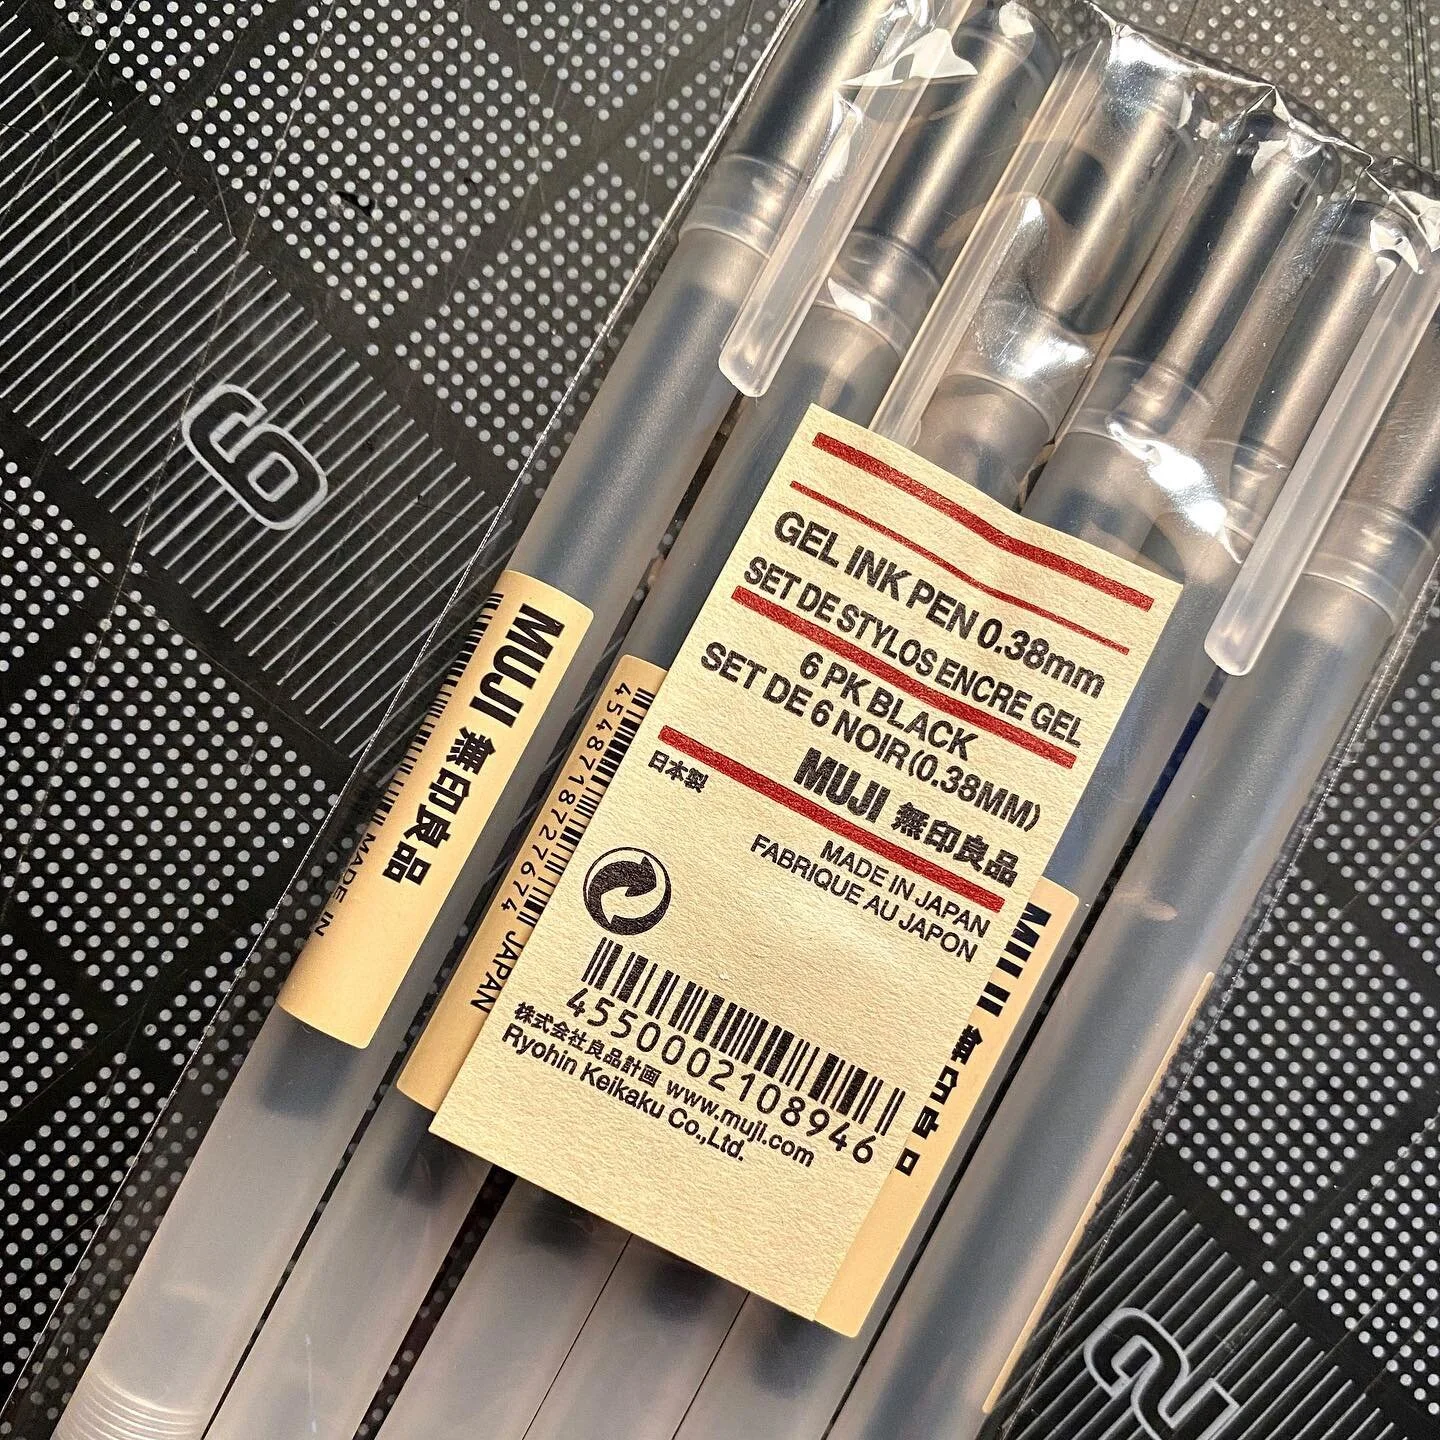 6
GEL INK PEN 0.38mm
SET DE STYLOS ENCRE GEL
6 PK BLACK
SET DE 6 NOIR(0.38MM)
MUJI 無印良品
日本製
MADE IN JAPAN
FABRIQUE AU JAPON
4550002108946
株式会社良品計画 www.muji.com
Ryohin Keikaku Co.,Ltd.
MUJI 無印良品
MADE IN
4548718727674
JAPAN
MUJI
2